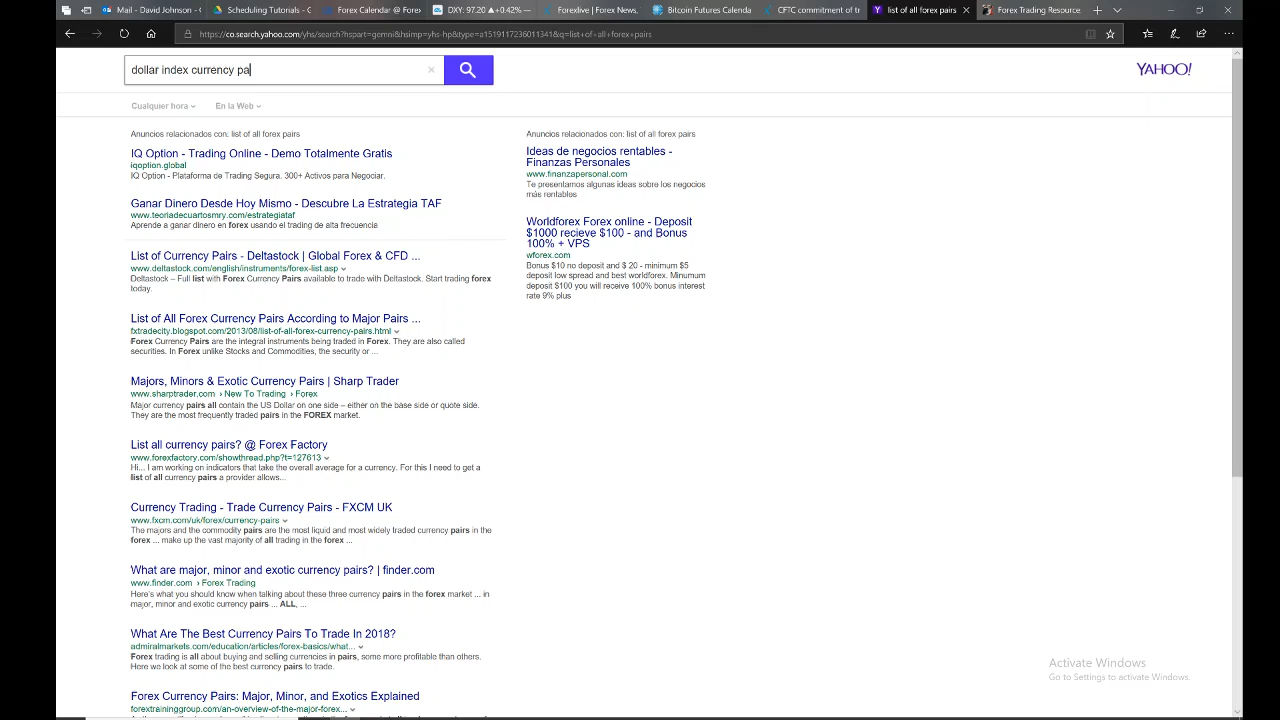 Scheduling Tutorials - C
Forex Calendar @ Forex
DXY: 97.20 ▲+0.42% —
Forexlive | Forex News,
Bitcoin Futures Calendar
CFTC commitment of tr
list of all forex pairs
Forex Trading Resource
https://co.search.yahoo.com/yhs/search?hspart=gemni&hsimp=yhs-hp&type=a1519117236011341&q=list+of+all+forex+pairs
dollar index currency pa
YAHOO!
Cualquier hora
En la Web
Anuncios relacionados con: list of all forex pairs
IQ Option - Trading Online - Demo Totalmente Gratis
iqoption.global
IQ Option - Plataforma de Trading Segura. 300+ Activos para Negociar.
Ganar Dinero Desde Hoy Mismo - Descubre La Estrategia TAF
www.teoriadecuartosmry.com/estrategiataf
Aprende a ganar dinero en forex usando el trading de alta frecuencia
List of Currency Pairs - Deltastock | Global Forex & CFD ...
www.deltastock.com/english/instruments/forex-list.asp
Deltastock – Full list with Forex Currency Pairs available to trade with Deltastock. Start trading forex
today.
List of All Forex Currency Pairs According to Major Pairs ...
fxtradecity.blogspot.com/2013/08/list-of-all-forex-currency-pairs.html
Forex Currency Pairs are the integral instruments being traded in Forex. They are also called
securities. In Forex unlike Stocks and Commodities, the security or ...
Majors, Minors & Exotic Currency Pairs | Sharp Trader
www.sharptrader.com › New To Trading › Forex
Major currency pairs all contain the US Dollar on one side – either on the base side or quote side.
They are the most frequently traded pairs in the FOREX market.
List all currency pairs? @ Forex Factory
www.forexfactory.com/showthread.php?t=127613
Hi... I am working on indicators that take the overall average for a currency. For this I need to get a
list of all currency pairs a provider allows...
Currency Trading - Trade Currency Pairs - FXCM UK
www.fxcm.com/uk/forex/currency-pairs
The majors and the commodity pairs are the most liquid and most widely traded currency pairs in the
forex ... make up the vast majority of all trading in the forex ...
What are major, minor and exotic currency pairs? | finder.com
www.finder.com › Forex Trading
Here's what you should know when talking about these three currency pairs in the forex market ... in
major, minor and exotic currency pairs ... ALL, ...
What Are The Best Currency Pairs To Trade In 2018?
admiralmarkets.com/education/articles/forex-basics/what...
Forex trading is all about buying and selling currencies in pairs, some more profitable than others.
Here we look at some of the best currency pairs to trade.
Forex Currency Pairs: Major, Minor, and Exotics Explained
forextraininggroup.com/an-overview-of-the-major-forex...
Anuncios relacionados con: list of all forex pairs
Ideas de negocios rentables -
Finanzas Personales
www.finanzapersonal.com
Te presentamos algunas ideas sobre los negocios
más rentables
Worldforex Forex online - Deposit
$1000 recieve $100 - and Bonus
100% + VPS
wforex.com
Bonus $10 no deposit and $ 20 - minimum $5
deposit low spread and best worldforex. Minumum
deposit $100 you will receive 100% bonus interest
rate 9% plus
Activate Windows
Go to Settings to activate Windows.